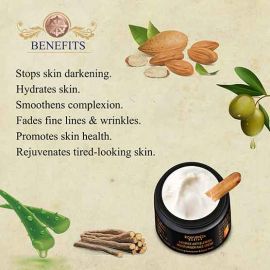 BENEFITS
Stops skin darkening.
Hydrates skin.
Smoothens complexion.
Fades fine lines & wrinkles.
Promotes skin health.
Rejuvenates tired-looking skin.